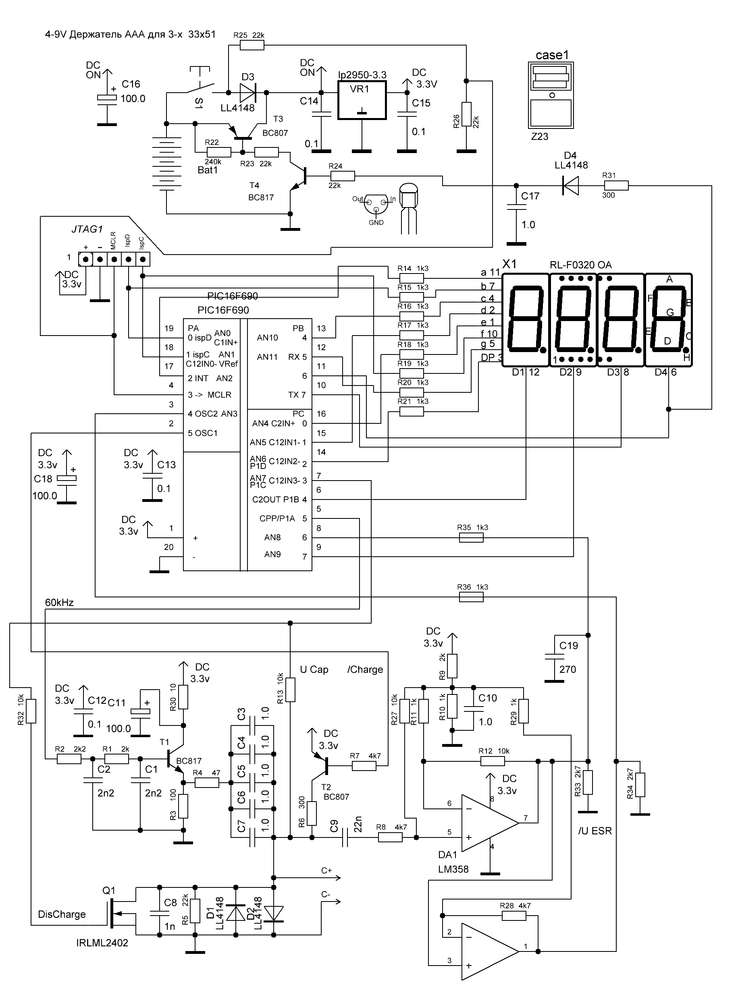 4-9V Держатель AAA для 3-х 33x51
R25 22k
DC
ON
C16
+
100.0
S1
D3
LL4148
DC
ON
lp2950-3.3
VR1
DC
3.3V
C14
0.1
C15
0.1
R26
22k
case1
Z23
T3
BC807
R22
240k
R23 22k
Bat1
T4
BC817
R24
22k
Out
In
GND
D4
LL4148
R31
300
C17
1.0
JTAG1
+
-
MCLR
IspD
IspC
1
DC
3.3v
PIC16F690
PIC16F690
R14 1k3
R15 1k3
R16 1k3
R17 1k3
R18 1k3
R19 1k3
R20 1k3
R21 1k3
X1
RL-F0320 OA
a 11
b 7
c 4
d 2
e 1
f 10
g 5
DP 3
A
F
B
G
E
C
D
H
1
D1 12
D2 9
D3 8
D4 6
19
18
17
4
3
2
1
20
PA
0 ispD
AN0
C1IN+
1 ispC
AN1
C12IN0- VRef
2 INT AN2
3 -> MCLR
4 OSC2 AN3
5 OSC1
+
-
PB
AN10
4
AN11
RX 5
6
TX 7
PC
AN4 C2IN+ 0
AN5 C12IN1- 1
AN6
P1D
C12IN2- 2
AN7
P1C
C12IN3- 3
C2OUT P1B 4
CPP/P1A 5
AN8 6
AN9 7
13
12
11
10
16
15
14
7
6
5
8
9
DC
3.3v
+
C18
100.0
DC
3.3v
C13
0.1
DC
3.3v
R35 1k3
R36 1k3
60kHz
DC
3.3v
R9 2k
C19
270
U Cap
/Charge
DC
3.3v
R30 10
DC
3.3v
C12
0.1
C11
+
100.0
R32 10k
R13 10k
C3
1.0
C4
1.0
C5
1.0
C6
1.0
C7
1.0
R27 10k
R11 1k
R10 1k
C10
1.0
R29 1k
T1
BC817
R2 2k2
R1 2k
C2
2n2
C1
2n2
R4 47
R3 100
DC
3.3v
R7 4k7
T2
BC807
R6 300
C9
22n
R8 4k7
R12 10k
DC
3.3v
8
6
-
7
5
+
4
DA1
LM358
R33 2k7
R34 2k7
/U ESR
C+
C-
Q1
DisCharge
IRLML2402
C8
1n
R5 22k
D1
LL4148
D2
LL4148
R28 4k7
2
-
1
3
+